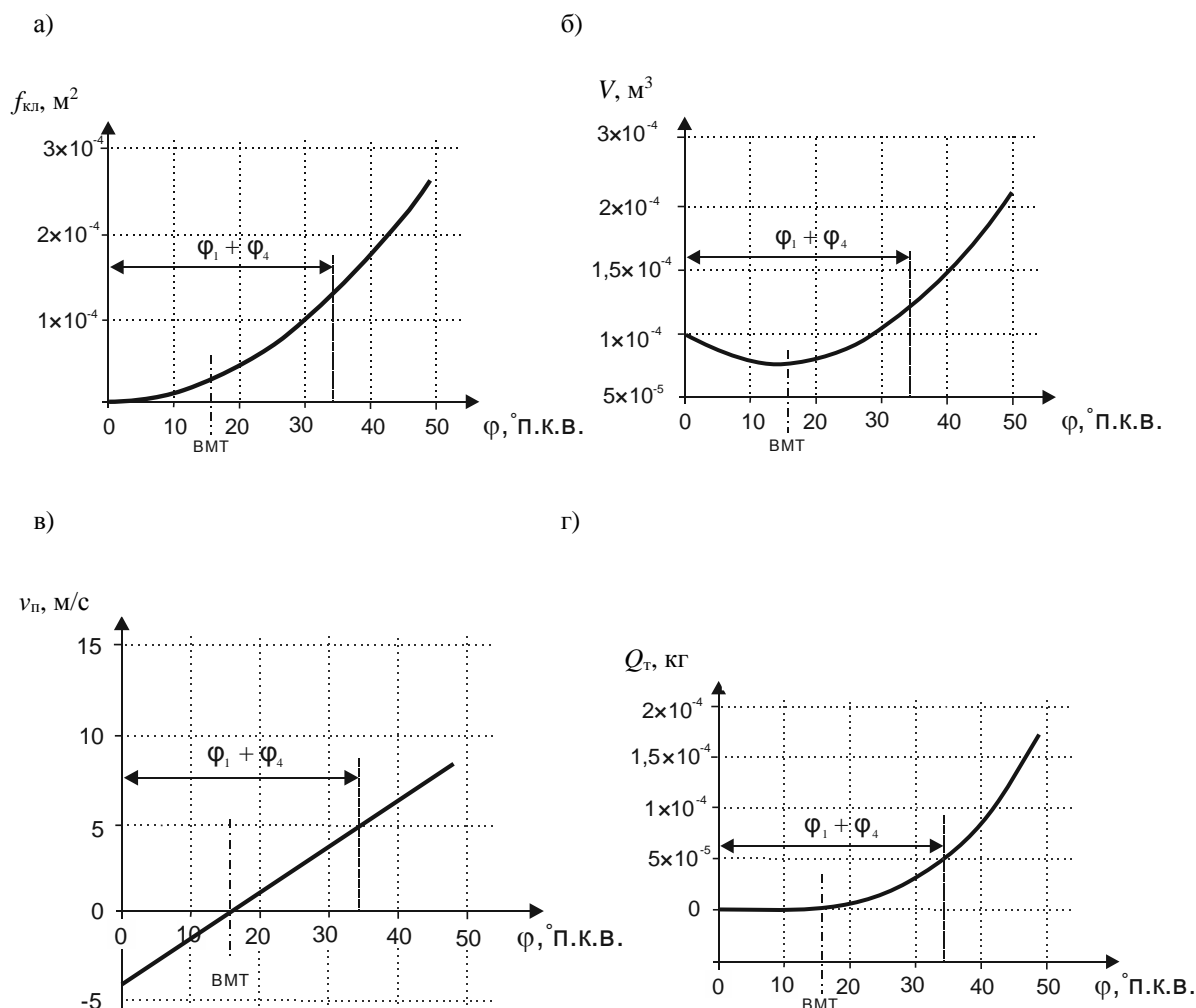 а)
f кл, м²
3×10⁻⁴
2×10⁻⁴
1×10⁻⁴
φ₁ + φ₄
0 10 20 30 40 50 φ,°п.к.в.
ВМТ
б)
V, м³
3×10⁻⁴
2×10⁻⁴
1,5×10⁻⁴
1×10⁻⁴
5×10⁻⁵
φ₁ + φ₄
0 10 20 30 40 50 φ,°п.к.в.
ВМТ
в)
v п, м/с
15
10
5
0
-5
φ₁ + φ₄
0 10 20 30 40 50 φ,°п.к.в.
ВМТ
г)
Q т, кг
2×10⁻⁴
1,5×10⁻⁴
1×10⁻⁴
5×10⁻⁵
0
φ₁ + φ₄
0 10 20 30 40 50 φ,°п.к.в.
ВМТ